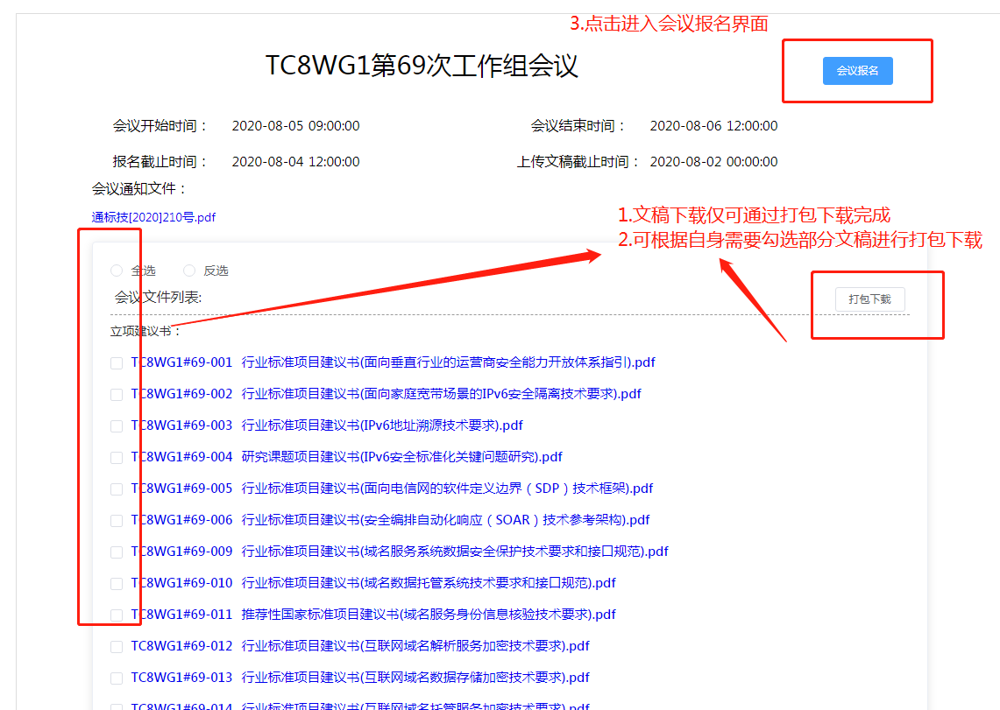 3.点击进入会议报名界面
TC8WG1第69次工作组会议
会议报名
会议开始时间： 2020-08-05 09:00:00 会议结束时间： 2020-08-06 12:00:00
报名截止时间： 2020-08-04 12:00:00 上传文稿截止时间： 2020-08-02 00:00:00
会议通知文件：
通标技[2020]210号.pdf
1.文稿下载仅可通过打包下载完成
2.可根据自身需要勾选部分文稿进行打包下载
全选 反选
会议文件列表:
打包下载
立项建议书：
TC8WG1#69-001 行业标准项目建议书(面向垂直行业的运营商安全能力开放体系指引).pdf
TC8WG1#69-002 行业标准项目建议书(面向家庭宽带场景的IPv6安全隔离技术要求).pdf
TC8WG1#69-003 行业标准项目建议书(IPv6地址溯源技术要求).pdf
TC8WG1#69-004 研究课题项目建议书(IPv6安全标准化关键问题研究).pdf
TC8WG1#69-005 行业标准项目建议书(面向电信网的软件定义边界（SDP）技术框架).pdf
TC8WG1#69-006 行业标准项目建议书(安全编排自动化响应（SOAR）技术参考架构).pdf
TC8WG1#69-009 行业标准项目建议书(域名服务系统数据安全保护技术要求和接口规范).pdf
TC8WG1#69-010 行业标准项目建议书(域名数据托管系统技术要求和接口规范).pdf
TC8WG1#69-011 推荐性国家标准项目建议书(域名服务身份信息核验技术要求).pdf
TC8WG1#69-012 行业标准项目建议书(互联网域名解析服务加密技术要求).pdf
TC8WG1#69-013 行业标准项目建议书(互联网域名数据存储加密技术要求).pdf
TC8WG1#69-014 行业标准项目建议书(互联网域名托管服务加密技术要求).pdf